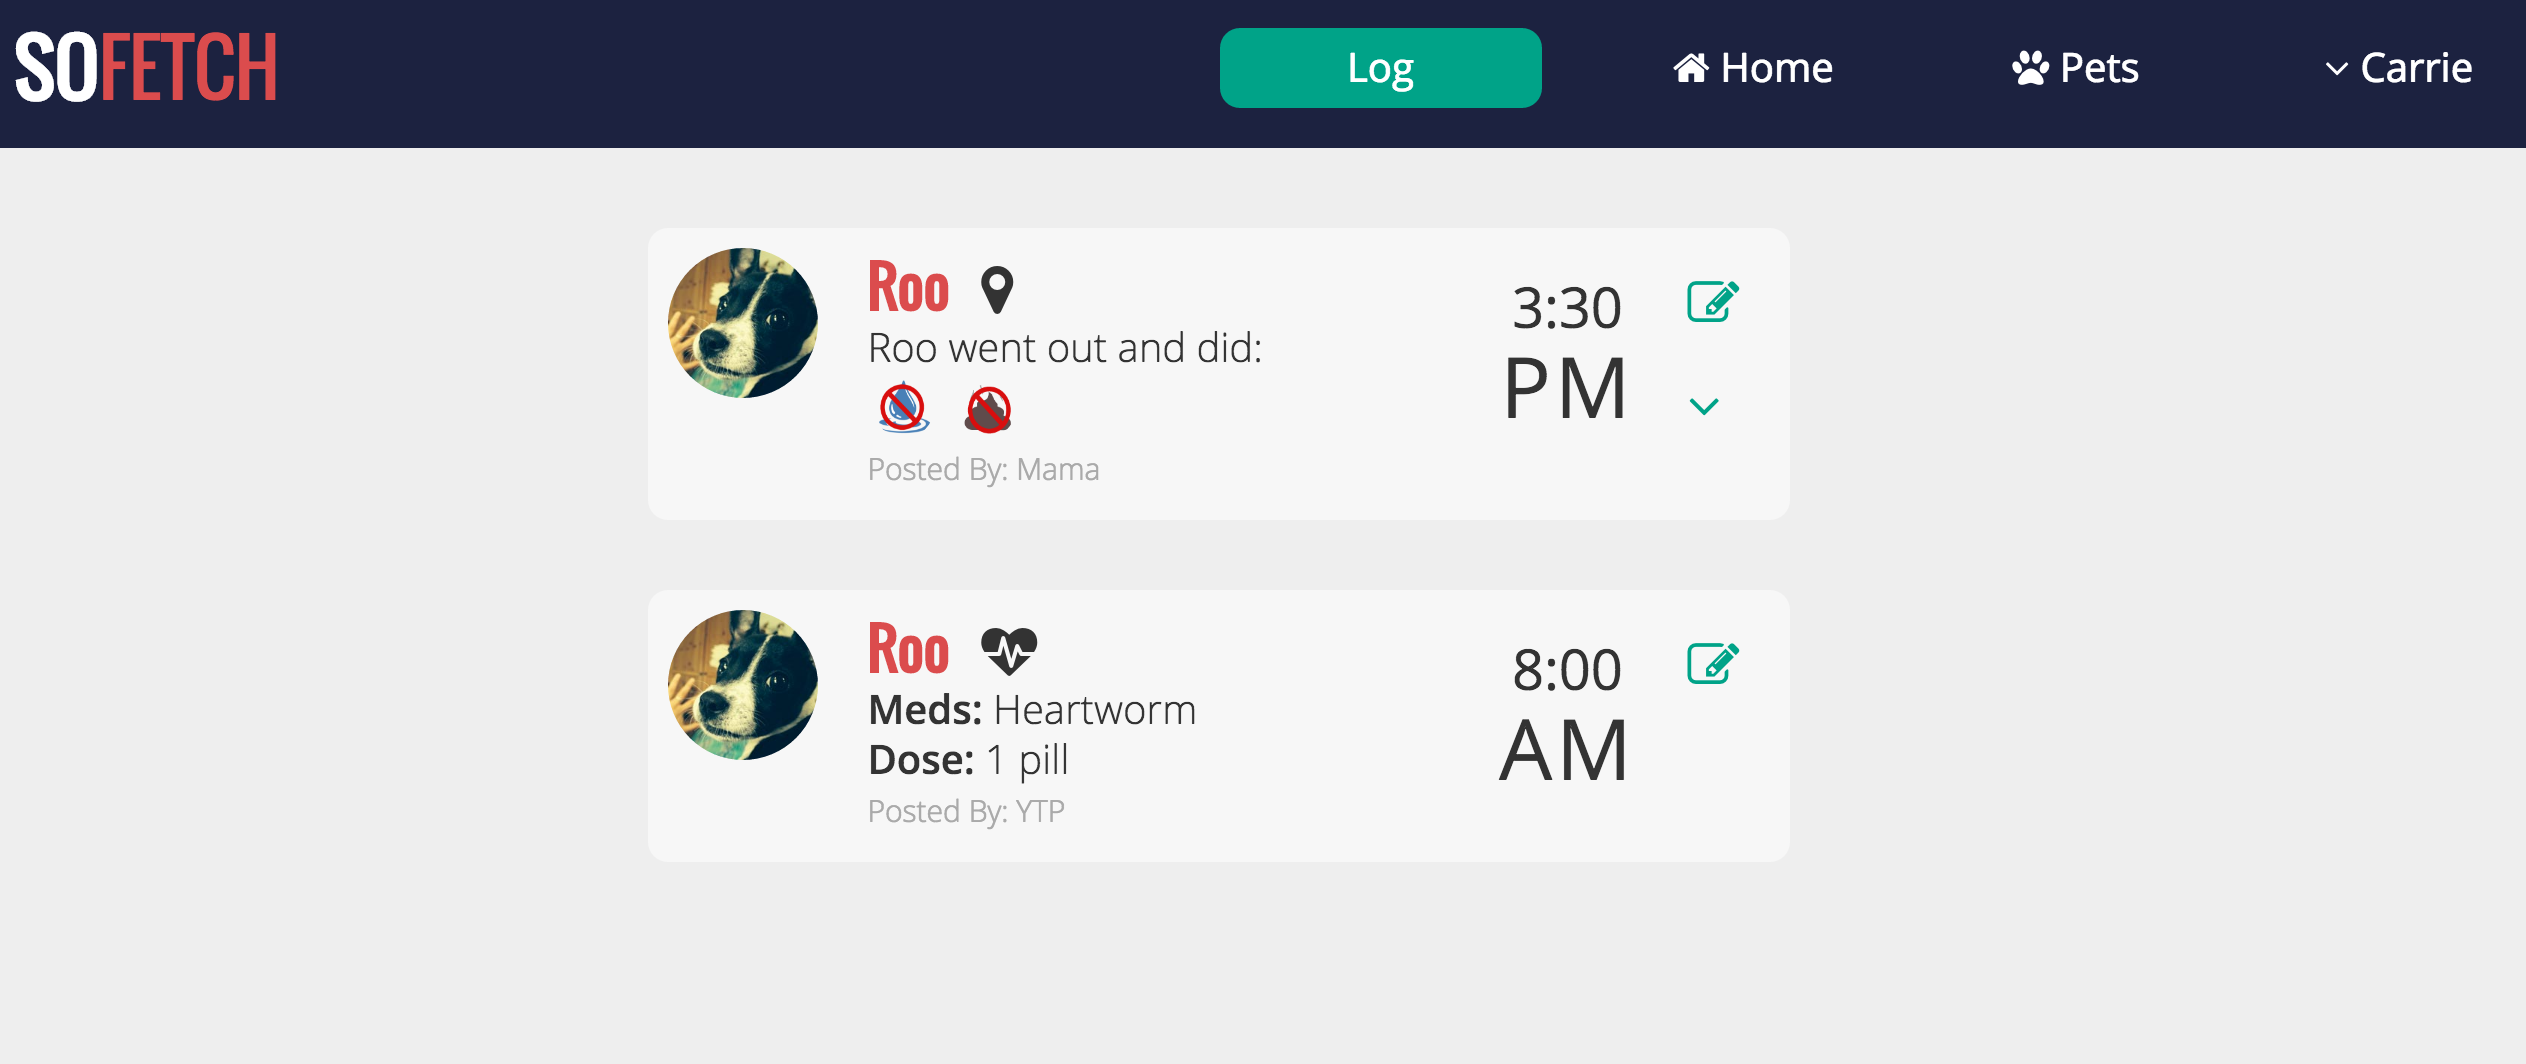 SOFETCH
Log
Home
Pets
Carrie
Roo
Roo went out and did:
Posted By: Mama
3:30
PM
Roo
Meds: Heartworm
Dose: 1 pill
Posted By: YTP
8:00
AM